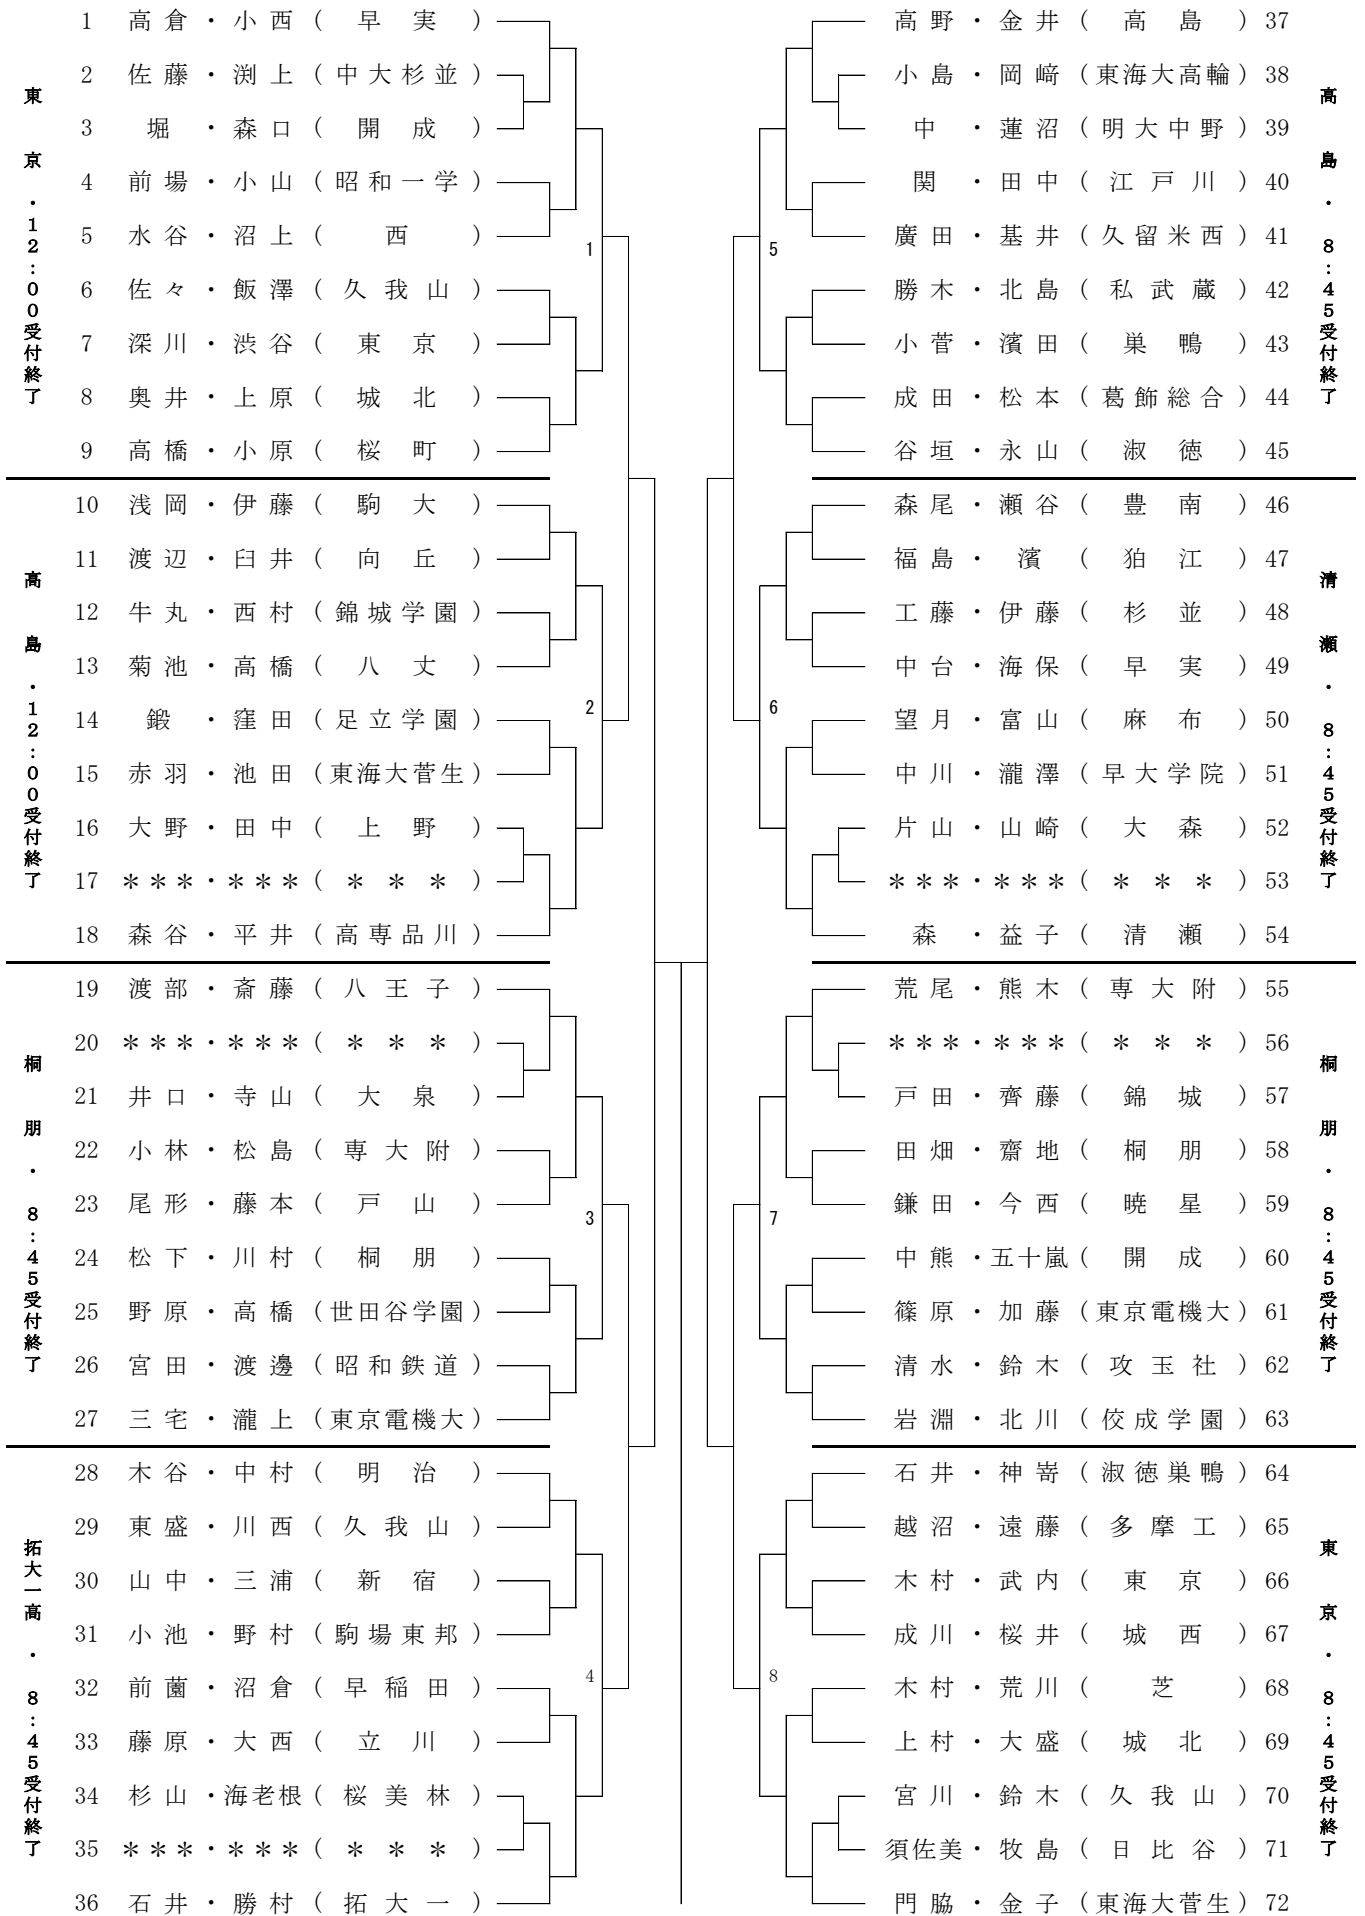 東京・12:00受付終了
1 高倉・小西(早実)
2 佐藤・渕上(中大杉並)
3 堀・森口(開成)
4 前場・小山(昭和一学)
5 水谷・沼上(西)
6 佐々・飯澤(久我山)
7 深川・渋谷(東京)
8 奥井・上原(城北)
9 高橋・小原(桜町)
1
高島・12:00受付終了
10 浅岡・伊藤(駒大)
11 渡辺・臼井(向丘)
12 牛丸・西村(錦城学園)
13 菊池・高橋(八丈)
14 鍛・窪田(足立学園)
15 赤羽・池田(東海大菅生)
16 大野・田中(上野)
17 ***・***(***)
18 森谷・平井(高専品川)
2
桐朋・8:45受付終了
19 渡部・斎藤(八王子)
20 ***・***(***)
21 井口・寺山(大泉)
22 小林・松島(専大附)
23 尾形・藤本(戸山)
24 松下・川村(桐朋)
25 野原・高橋(世田谷学園)
26 宮田・渡邊(昭和鉄道)
27 三宅・瀧上(東京電機大)
3
拓大一高・8:45受付終了
28 木谷・中村(明治)
29 東盛・川西(久我山)
30 山中・三浦(新宿)
31 小池・野村(駒場東邦)
32 前薗・沼倉(早稲田)
33 藤原・大西(立川)
34 杉山・海老根(桜美林)
35 ***・***(***)
36 石井・勝村(拓大一)
4
高島・8:45受付終了
高野・金井(高島)37
小島・岡﨑(東海大高輪)38
中・蓮沼(明大中野)39
関・田中(江戸川)40
廣田・基井(久留米西)41
勝木・北島(私武蔵)42
小菅・濱田(巣鴨)43
成田・松本(葛飾総合)44
谷垣・永山(淑徳)45
5
清瀬・8:45受付終了
森尾・瀬谷(豊南)46
福島・濱(狛江)47
工藤・伊藤(杉並)48
中台・海保(早実)49
望月・富山(麻布)50
中川・瀧澤(早大学院)51
片山・山崎(大森)52
***・***(***)53
森・益子(清瀬)54
6
桐朋・8:45受付終了
荒尾・熊木(専大附)55
***・***(***)56
戸田・齊藤(錦城)57
田畑・齋地(桐朋)58
鎌田・今西(暁星)59
中熊・五十嵐(開成)60
篠原・加藤(東京電機大)61
清水・鈴木(攻玉社)62
岩淵・北川(佼成学園)63
7
東京・8:45受付終了
石井・神嵜(淑徳巣鴨)64
越沼・遠藤(多摩工)65
木村・武内(東京)66
成川・桜井(城西)67
木村・荒川(芝)68
上村・大盛(城北)69
宮川・鈴木(久我山)70
須佐美・牧島(日比谷)71
門脇・金子(東海大菅生)72
8